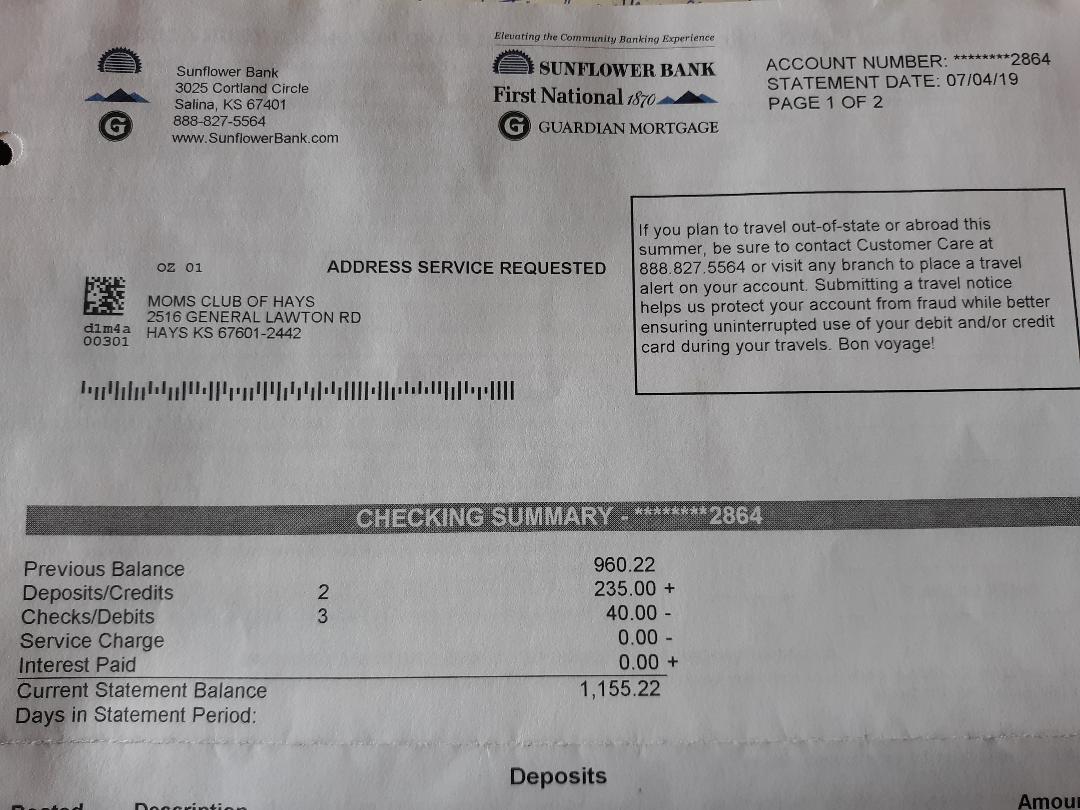 Elevating the Community Banking Experience
Sunflower Bank
3025 Cortland Circle
Salina, KS 67401
888-827-5564
www.SunflowerBank.com
G
SUNFLOWER BANK
First National 1870
G GUARDIAN MORTGAGE
ACCOUNT NUMBER: ********2864
STATEMENT DATE: 07/04/19
PAGE 1 OF 2
If you plan to travel out-of-state or abroad this
summer, be sure to contact Customer Care at
888.827.5564 or visit any branch to place a travel
alert on your account. Submitting a travel notice
helps us protect your account from fraud while better
ensuring uninterrupted use of your debit and/or credit
card during your travels. Bon voyage!
OZ 01
ADDRESS SERVICE REQUESTED
d1m4a
00301
MOMS CLUB OF HAYS
2516 GENERAL LAWTON RD
HAYS KS 67601-2442
CHECKING SUMMARY - ********2864
Previous Balance 960.22
Deposits/Credits 2 235.00 +
Checks/Debits 3 40.00 -
Service Charge 0.00 -
Interest Paid 0.00 +
Current Statement Balance 1,155.22
Days in Statement Period:
Deposits
Posted Description